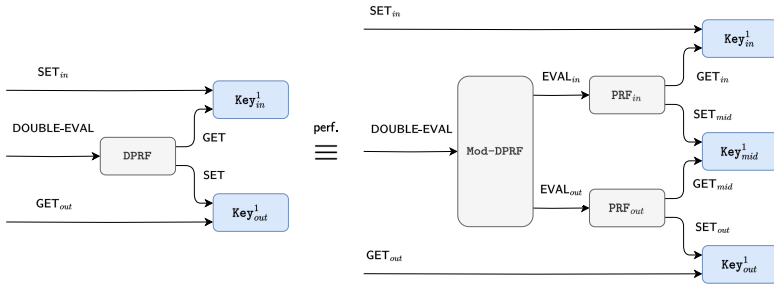 SET_in
Key^1_in
DOUBLE-EVAL
DPRF
GET
SET
GET_out
Key^1_out
perf.
≡
SET_in
Key^1_in
EVAL_in
PRF_in
GET_in
SET_mid
DOUBLE-EVAL
Mod-DPRF
Key^1_mid
GET_mid
EVAL_out
PRF_out
SET_out
GET_out
Key^1_out